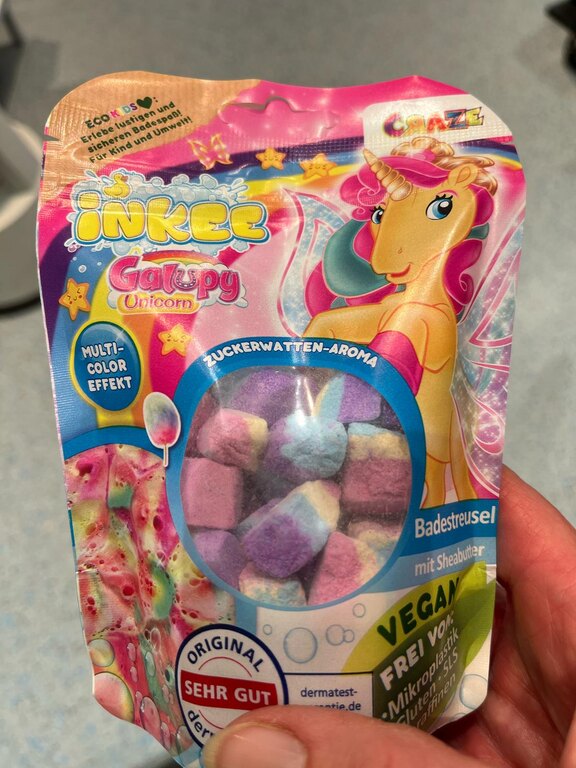 ECO KIDS:
Erlebe lustigen und
sicheren Badespaß!
Für Kind und Umwelt!
CRAZE
INKEE
Galupy
Unicorn
MULTI-
COLOR
EFFEKT
ZUCKERWATTEN-AROMA
Badestreusel
mit Sheabutter
VEGAN
FREI VON:
• Mikroplastik
• SLS
ORIGINAL
SEHR GUT
dermatest-